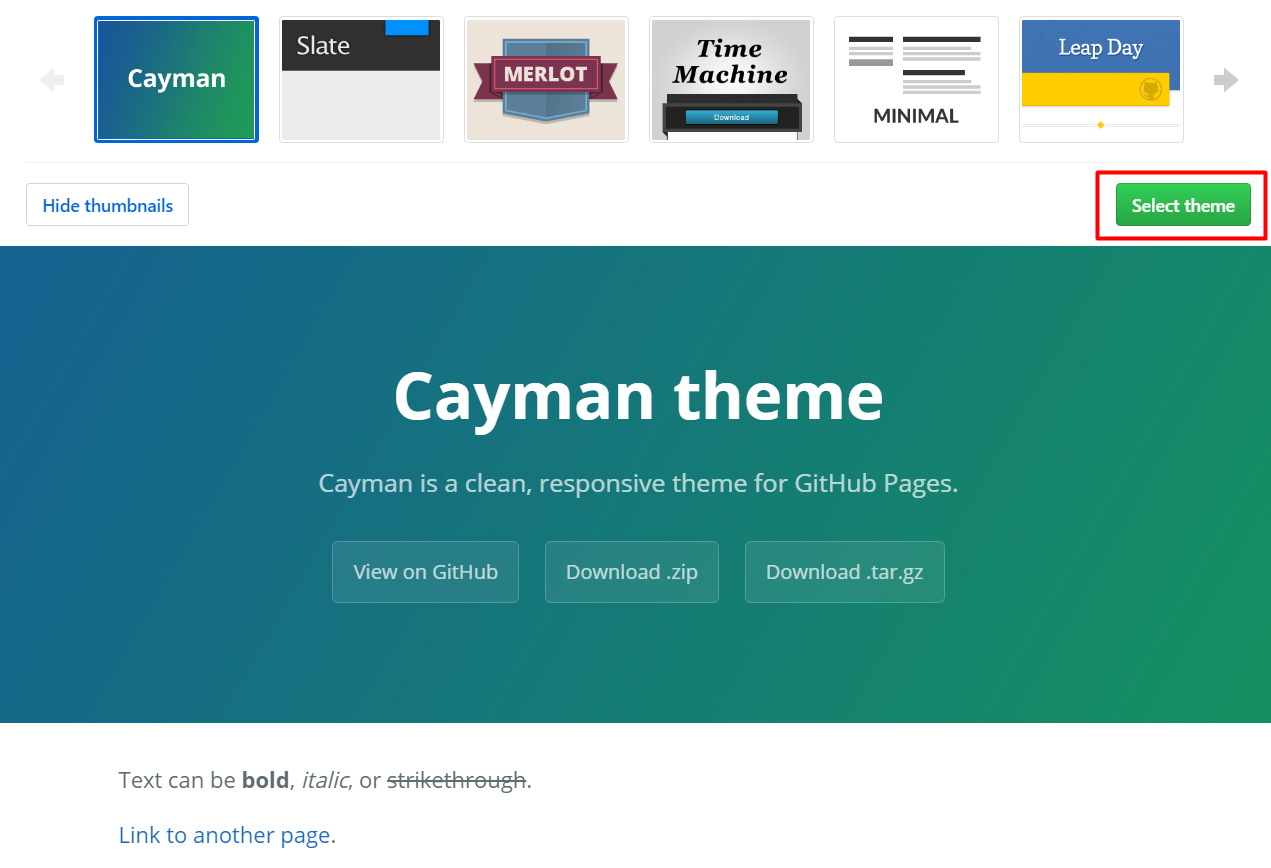 Cayman
Slate
MERLOT
Time
Machine
Download
MINIMAL
Leap Day
Hide thumbnails
Select theme
Cayman theme
Cayman is a clean, responsive theme for GitHub Pages.
View on GitHub
Download .zip
Download .tar.gz
Text can be bold, italic, or strikethrough.
Link to another page.